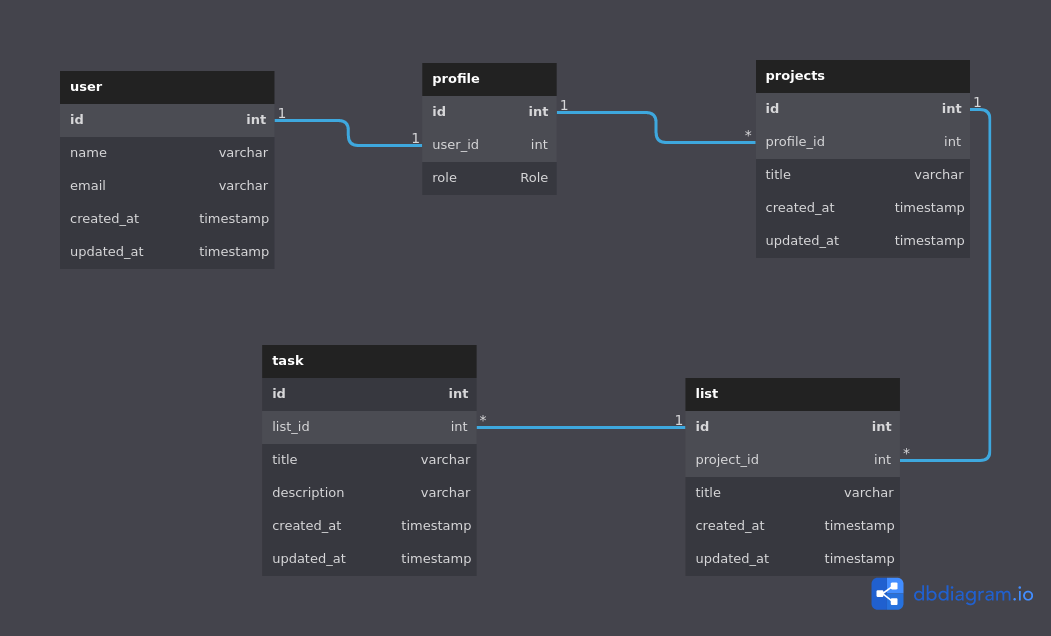 user
id int
name varchar
email varchar
created_at timestamp
updated_at timestamp
1
1
profile
id int
user_id int
role Role
1
*
projects
id int
profile_id int
title varchar
created_at timestamp
updated_at timestamp
1
task
id int
list_id int
title varchar
description varchar
created_at timestamp
updated_at timestamp
*
1
list
id int
project_id int
title varchar
created_at timestamp
updated_at timestamp
*
dbdiagram.io